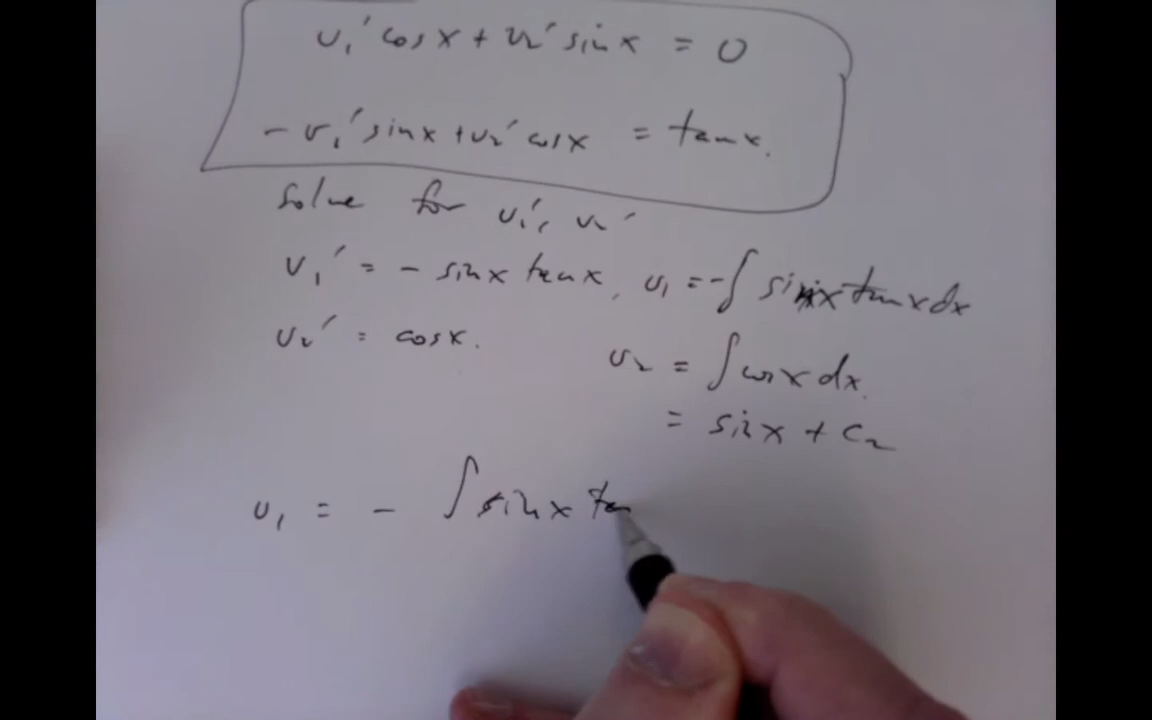 u₁' cos x + u₂' sin x = 0
- u₁' sin x + u₂' cos x = tan x.
Solve for u₁', u₂'
u₁' = - sin x tan x, u₁ = -∫ sin x tan x dx
u₂' = cos x. u₂ = ∫ cos x dx.
= sin x + c₂
u₁ = - ∫ sin x tan